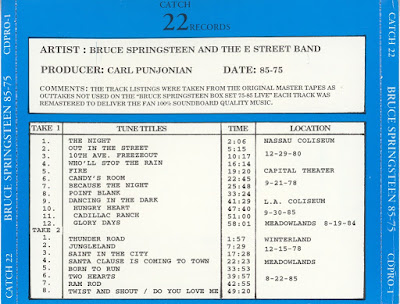 CATCH
22 RECORDS
CATCH 22 BRUCE SPRINGSTEEN 85-75 CDPRO-1
CATCH 22 BRUCE SPRINGSTEEN 85-75 CDPRO-1
ARTIST : BRUCE SPRINGSTEEN AND THE E STREET BAND
PRODUCER: CARL PUNJONIAN DATE: 85-75
COMMENTS: THE TRACK LISTINGS WERE TAKEN FROM THE ORIGINAL MASTER TAPES AS
OUTTAKES NOT USED ON THE "BRUCE SPRINGSTEEN BOX SET 75-85 LIVE" EACH TRACK WAS
REMASTERED TO DELIVER THE FAN 100% SOUNDBOARD QUALITY MUSIC.
TAKE 1 TUNE TITLES TIME LOCATION
1. THE NIGHT 2:06 NASSAU COLISEUM
2. OUT IN THE STREET 5:15
3. 10TH AVE. FREEZEOUT 10:17 12-29-80
4. WHO'LL STOP THE RAIN 16:14
5. FIRE 19:20 CAPITAL THEATER
6. CANDY'S ROOM 22:45
7. BECAUSE THE NIGHT 25:48 9-21-78
8. POINT BLANK 33:24
9. DANCING IN THE DARK 41:29 L.A. COLISEUM
10. HUNGRY HEART 47:40
11. CADILLAC RANCH 51:00 9-30-85
12. GLORY DAYS 58:01 MEADOWLANDS 8-19-84
TAKE 2
1. THUNDER ROAD 1:57 WINTERLAND
2. JUNGLELAND 7:29
3. SAINT IN THE CITY 17:28 12-15-78
4. SANTA CLAUSE IS COMING TO TOWN 22:23 MEADOWLANDS
5. BORN TO RUN 33:53
6. TWO HEARTS 39:57 8-22-85
7. RAM ROD 42:55
8. TWIST AND SHOUT / DO YOU LOVE ME 49:20